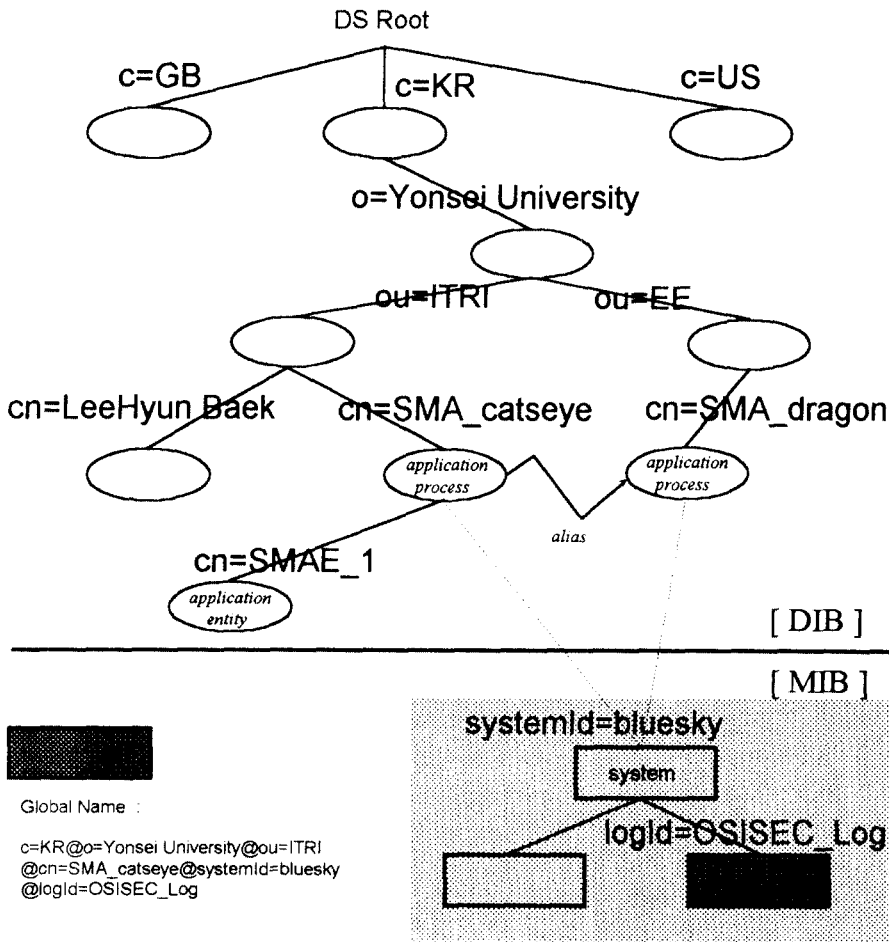 DS Root
c=GB
c=KR
c=US
o=Yonsei University
ou=ITRI
ou=EE
cn=LeeHyun Baek
cn=SMA_catseye
cn=SMA_dragon
application
process
application
process
alias
cn=SMAE_1
application
entity
[ DIB ]
[ MIB ]
systemId=bluesky
system
logId=OSISEC_Log
Global Name :
c=KR@o=Yonsei University@ou=ITRI
@cn=SMA_catseye@systemId=bluesky
@logId=OSISEC_Log